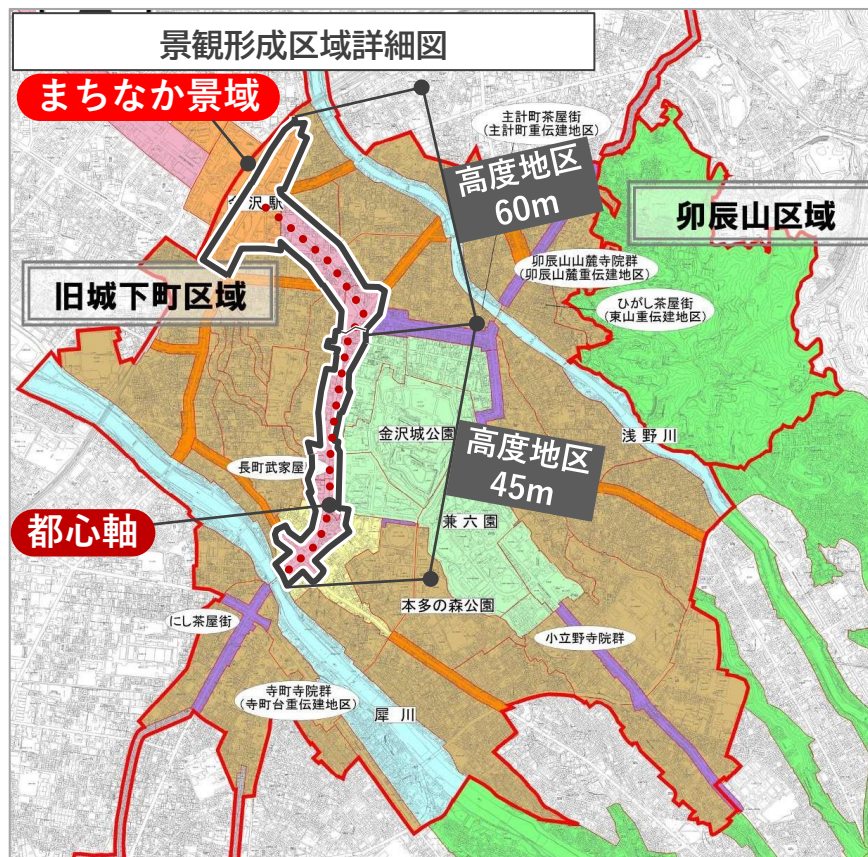 景観形成区域詳細図
まちなか景域
主計町茶屋街
(主計町重伝建地区)
高度地区
60m
金沢駅
卯辰山区域
卯辰山山麓寺院群
(卯辰山麓重伝建地区)
旧城下町区域
ひがし茶屋街
(東山重伝建地区)
金沢城公園
浅野川
高度地区
45m
長町武家屋
都心軸
兼六園
本多の森公園
にし茶屋街
小立野寺院群
寺町寺院群
(寺町台重伝建地区)
犀川